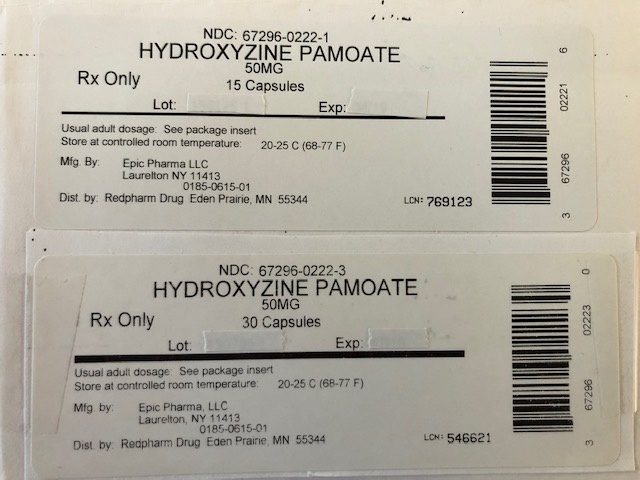 NDC: 67296-0222-1
HYDROXYZINE PAMOATE
50MG
Rx Only
15 Capsules
Lot: Exp:
Usual adult dosage: See package insert
Store at controlled room temperature: 20-25 C (68-77 F)
Mfg. By: Epic Pharma LLC
Laurelton NY 11413
0185-0615-01
Dist. by: Redpharm Drug Eden Prairie, MN 55344
LCN: 769123
3 67296 02221 6
NDC: 67296-0222-3
HYDROXYZINE PAMOATE
50MG
Rx Only
30 Capsules
Lot: Exp:
Usual adult dosage: See package insert
Store at controlled room temperature: 20-25 C (68-77 F)
Mfg. by: Epic Pharma, LLC
Laurelton, NY 11413
0185-0615-01
Dist. by: Redpharm Drug Eden Prairie, MN 55344
LCN: 546621
3 67296 02223 0